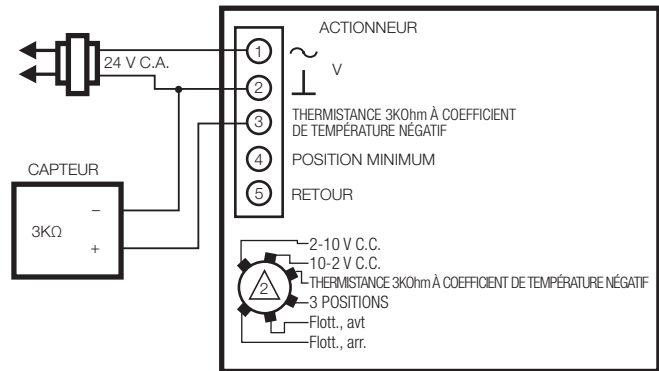 ACTIONNEUR
24 V C.A.
1
V
2
3
THERMISTANCE 3KOhm À COEFFICIENT
DE TEMPÉRATURE NÉGATIF
4
POSITION MINIMUM
5
RETOUR
CAPTEUR
–
3KΩ
+
2-10 V C.C.
10-2 V C.C.
THERMISTANCE 3KOhm À COEFFICIENT DE TEMPÉRATURE NÉGATIF
2
3 POSITIONS
Flott., avt
Flott., arr.